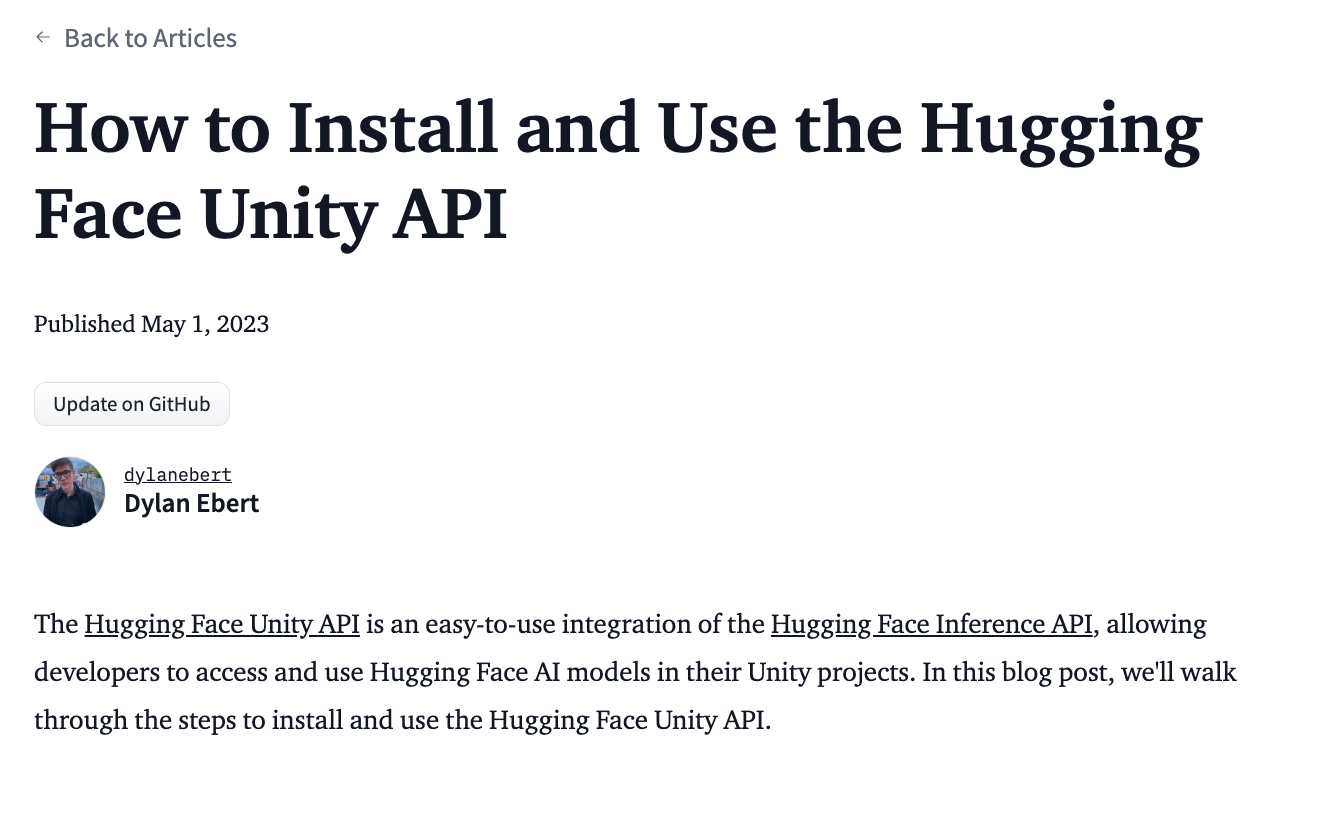 ← Back to Articles
How to Install and Use the Hugging
Face Unity API
Published May 1, 2023
Update on GitHub
dylanebert
Dylan Ebert
The Hugging Face Unity API is an easy-to-use integration of the Hugging Face Inference API, allowing
developers to access and use Hugging Face AI models in their Unity projects. In this blog post, we'll walk
through the steps to install and use the Hugging Face Unity API.